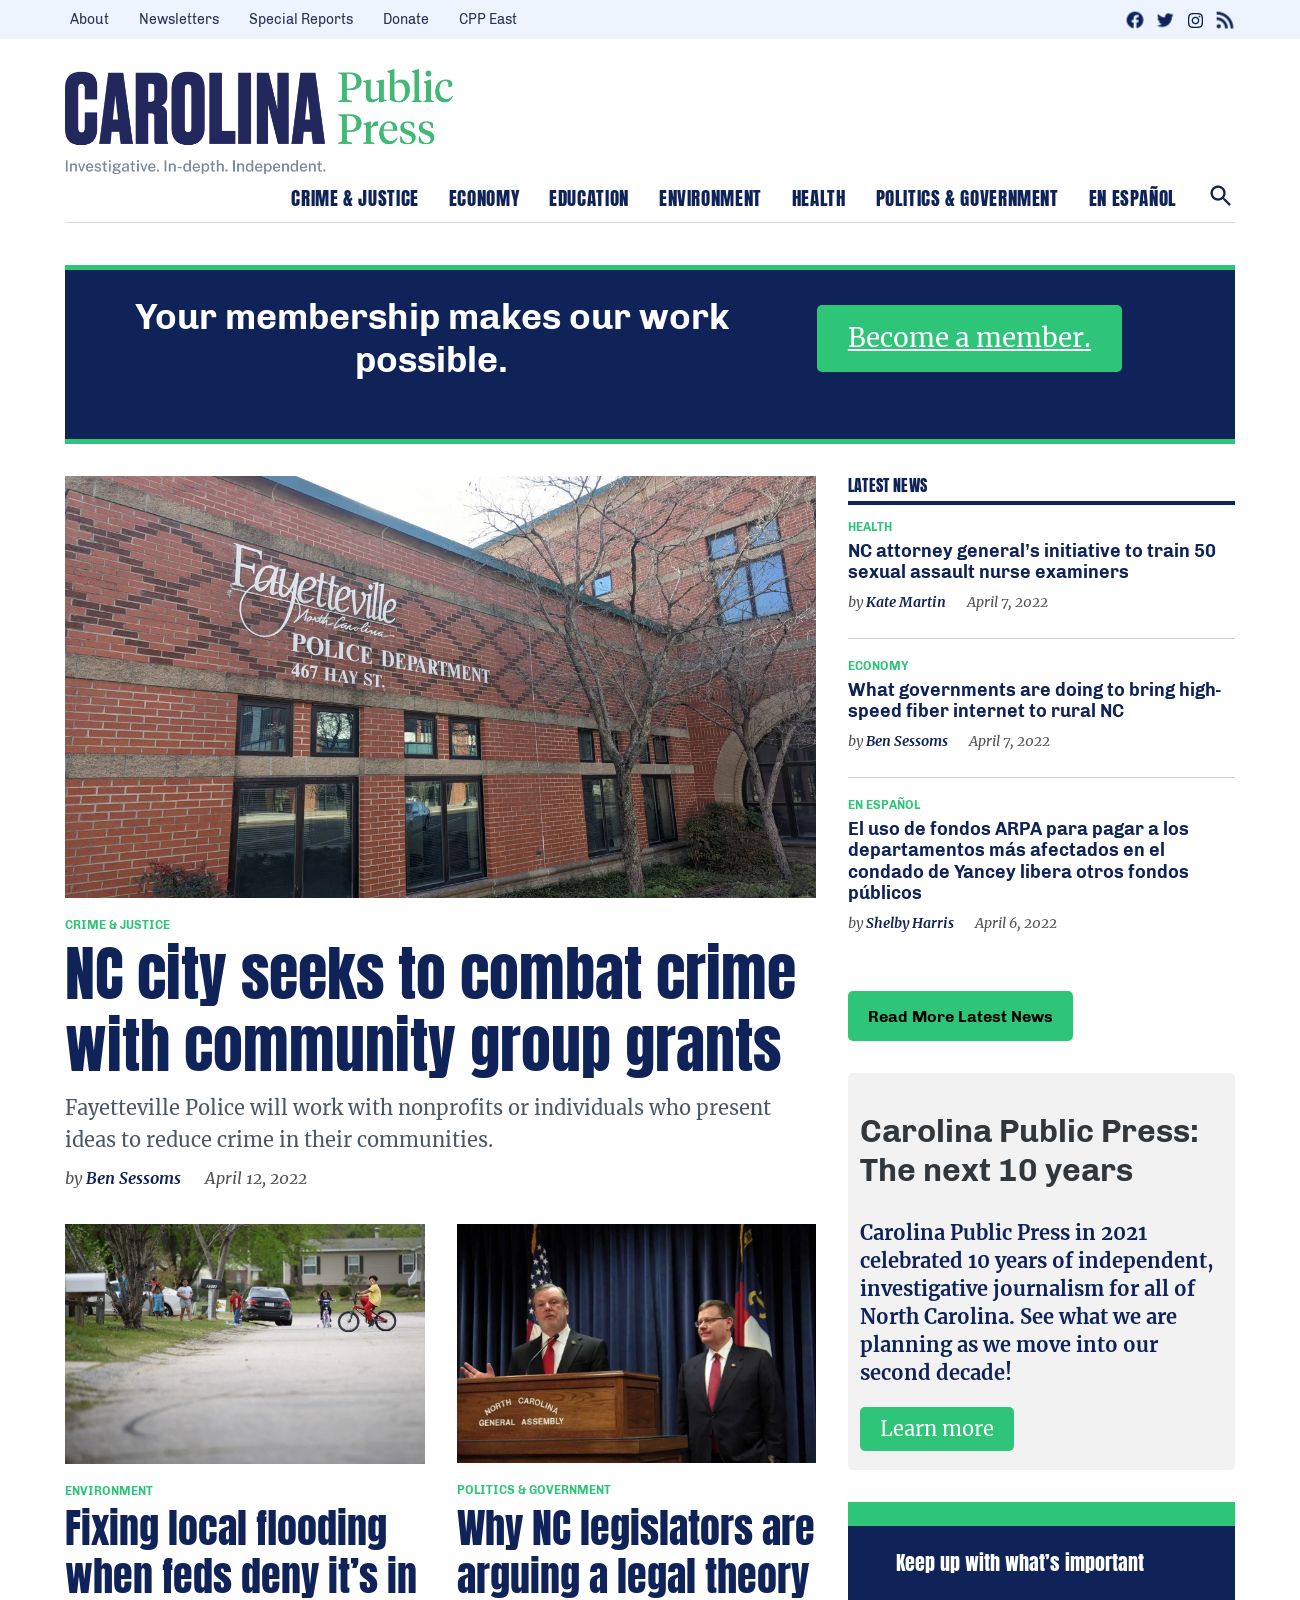 About Newsletters Special Reports Donate CPP East
CAROLINA Public Press
Investigative. In-depth. Independent.
CRIME & JUSTICE ECONOMY EDUCATION ENVIRONMENT HEALTH POLITICS & GOVERNMENT EN ESPAÑOL
Your membership makes our work
possible.
Become a member.
Fayetteville
North Carolina
POLICE DEPARTMENT
467 HAY ST.
CRIME & JUSTICE
NC city seeks to combat crime
with community group grants
Fayetteville Police will work with nonprofits or individuals who present
ideas to reduce crime in their communities.
by Ben Sessoms April 12, 2022
ENVIRONMENT
Fixing local flooding
when feds deny it’s in
NORTH CAROLINA
GENERAL ASSEMBLY
POLITICS & GOVERNMENT
Why NC legislators are
arguing a legal theory
LATEST NEWS
HEALTH
NC attorney general’s initiative to train 50
sexual assault nurse examiners
by Kate Martin April 7, 2022
ECONOMY
What governments are doing to bring high-
speed fiber internet to rural NC
by Ben Sessoms April 7, 2022
EN ESPAÑOL
El uso de fondos ARPA para pagar a los
departamentos más afectados en el
condado de Yancey libera otros fondos
públicos
by Shelby Harris April 6, 2022
Read More Latest News
Carolina Public Press:
The next 10 years
Carolina Public Press in 2021
celebrated 10 years of independent,
investigative journalism for all of
North Carolina. See what we are
planning as we move into our
second decade!
Learn more
Keep up with what’s important